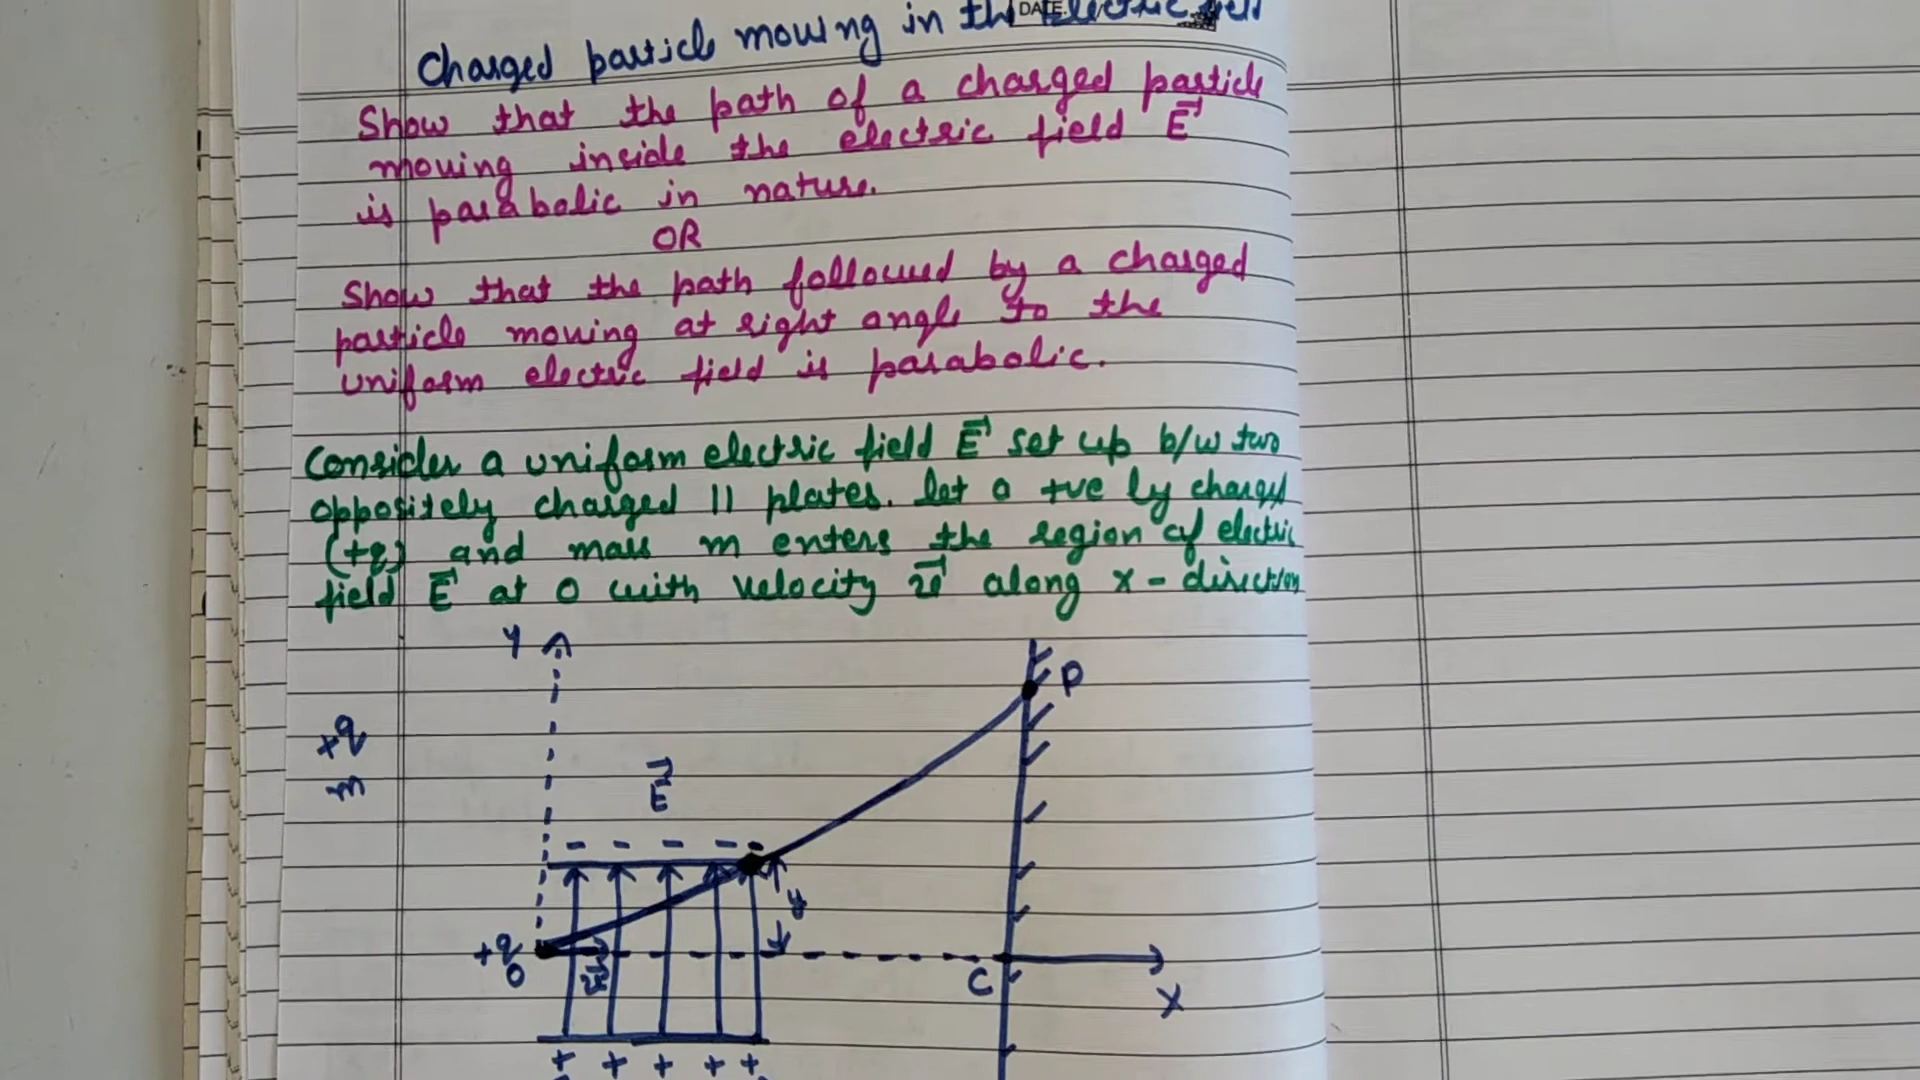 DATE
Charged particle moving in the electric field
Show that the path of a charged particle
moving inside the electric field E⃗
is parabolic in nature.
OR
Show that the path followed by a charged
particle moving at right angle to the
uniform electric field is parabolic.
Consider a uniform electric field E⃗ set up b/w two
oppositely charged || plates. let a +ve ly charged
(+q) and mass m enters the region of electric
field E⃗ at O with velocity v⃗ along x-direction
Y
P
+q
m
E⃗
- - - -
y
+q
O
v⃗
C
X
+ + + + +